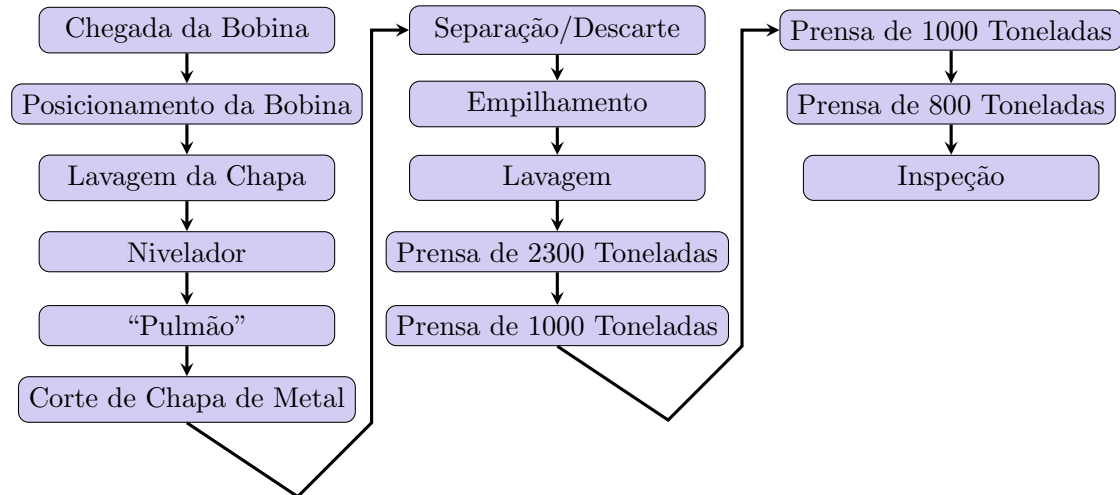 Chegada da Bobina
Posicionamento da Bobina
Lavagem da Chapa
Nivelador
“Pulmão”
Corte de Chapa de Metal
Separação/Descarte
Empilhamento
Lavagem
Prensa de 2300 Toneladas
Prensa de 1000 Toneladas
Prensa de 1000 Toneladas
Prensa de 800 Toneladas
Inspeção